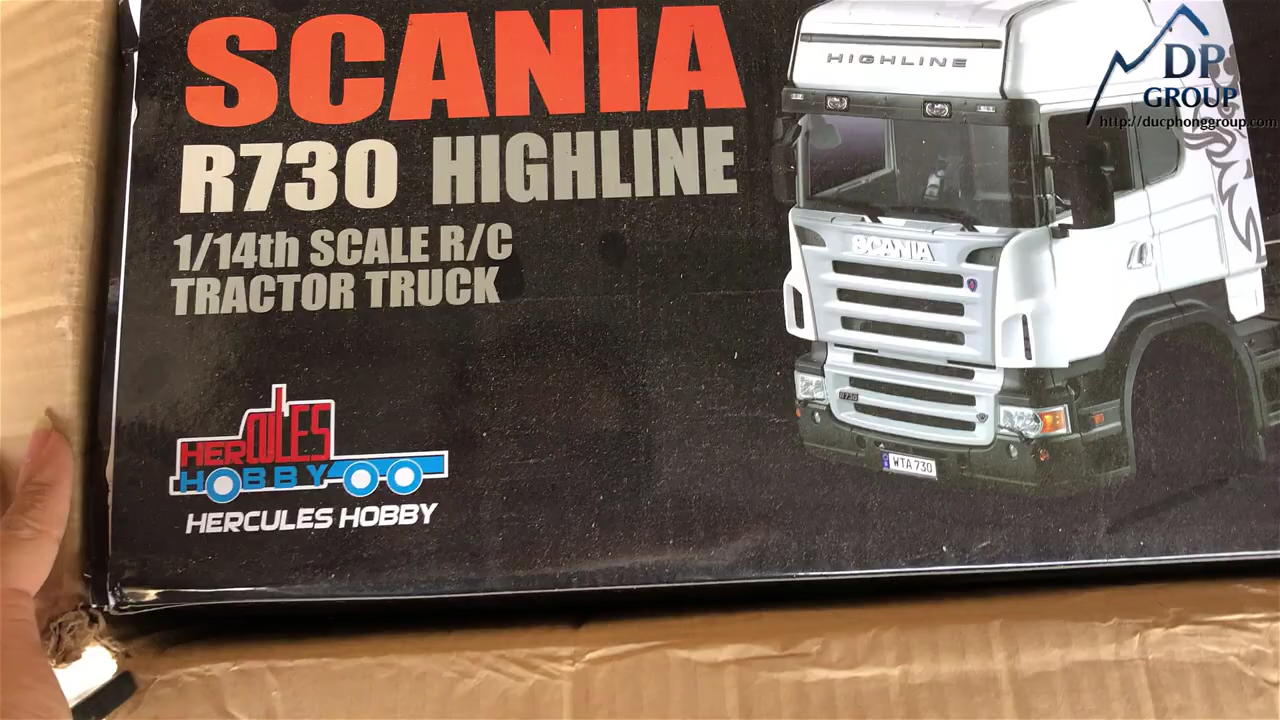 SCANIA
R730 HIGHLINE
1/14th SCALE R/C
TRACTOR TRUCK
HERCULES
HOBBY
HERCULES HOBBY
HIGHLINE
SCANIA
R730
WTA 730
DP
GROUP
http://ducphonggroup.com